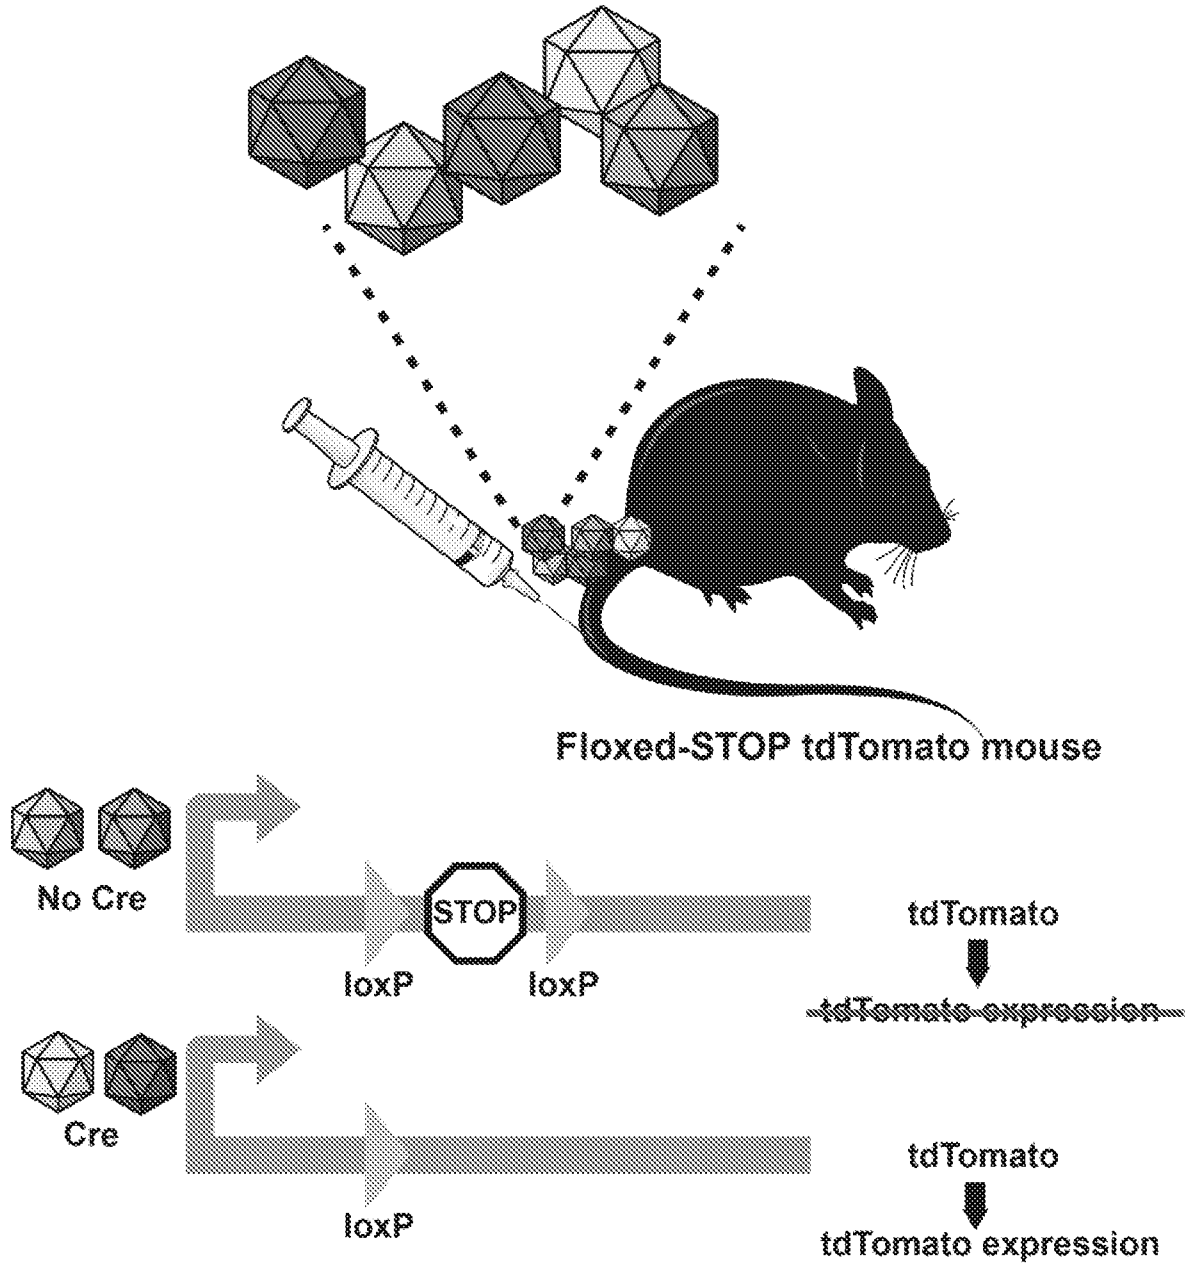 Floxed-STOP tdTomato mouse
No Cre
STOP
tdTomato
loxP
loxP
tdTomato expression
Cre
tdTomato
loxP
tdTomato expression